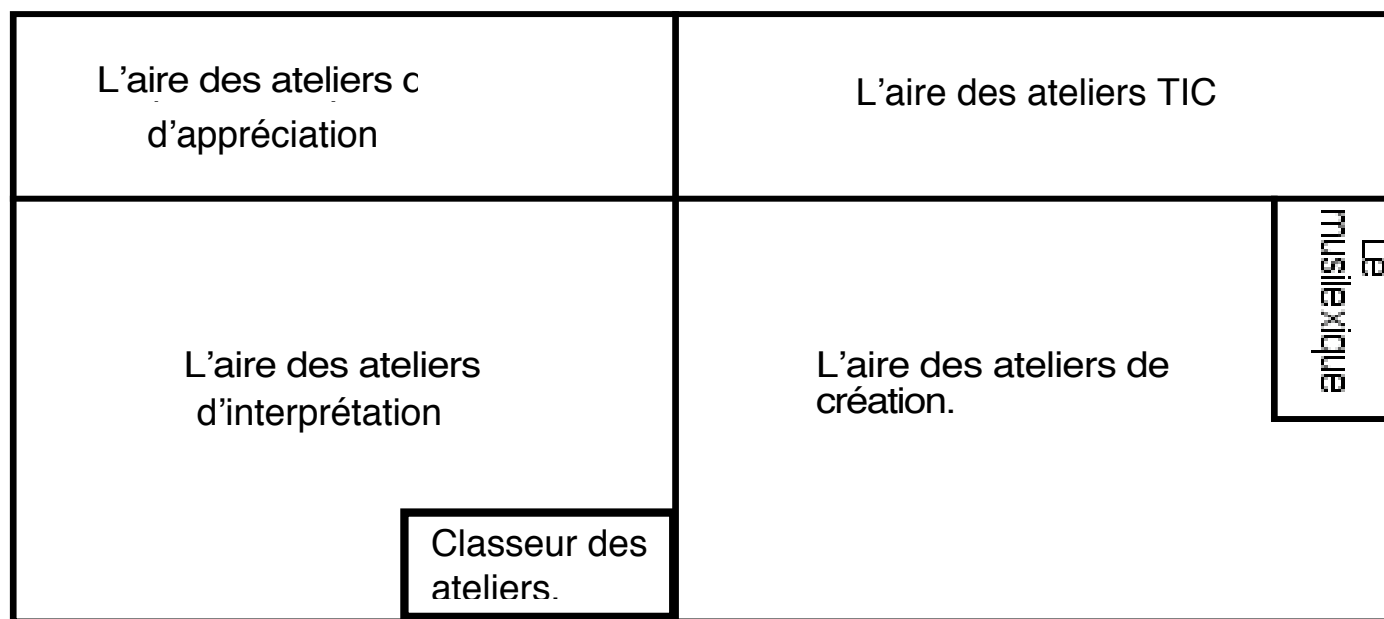 L'aire des ateliers
d'appréciation
L'aire des ateliers TIC
Le
musilexique
L'aire des ateliers
d'interprétation
L'aire des ateliers de
création.
Classeur des
ateliers.